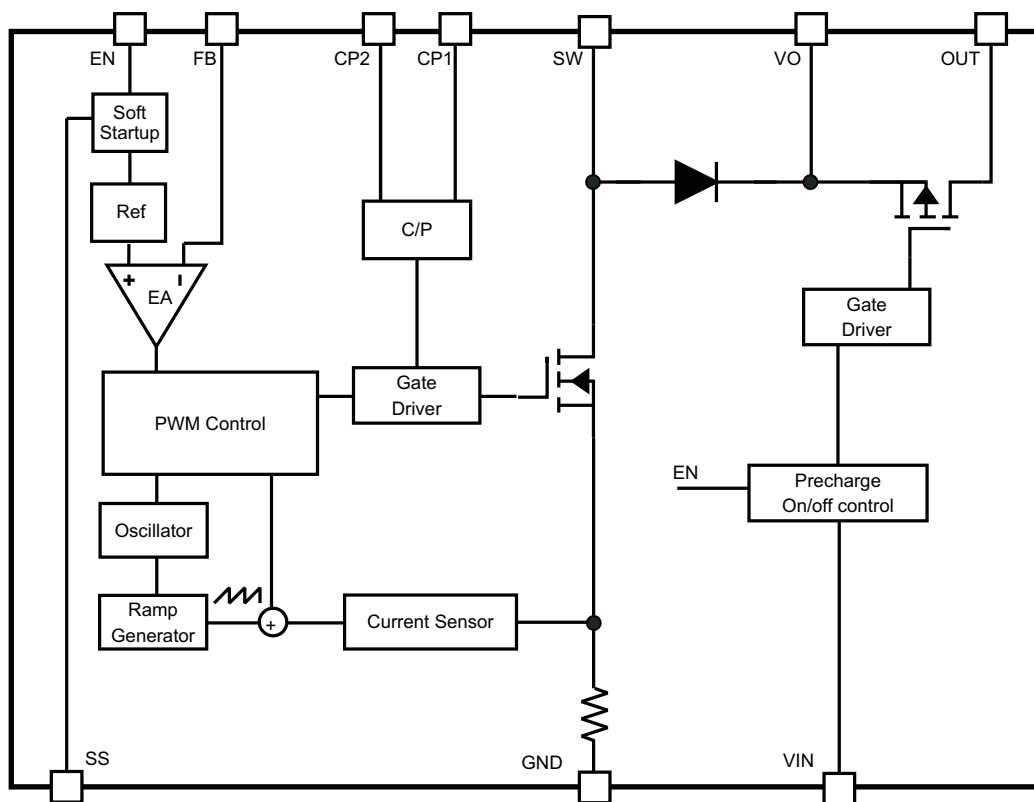 EN
FB
CP2
CP1
SW
VO
OUT
Soft
Startup
Ref
C/P
+
EA
Gate
Driver
Gate
Driver
PWM Control
EN
Precharge
On/off control
Oscillator
Ramp
Generator
+
Current Sensor
SS
GND
VIN